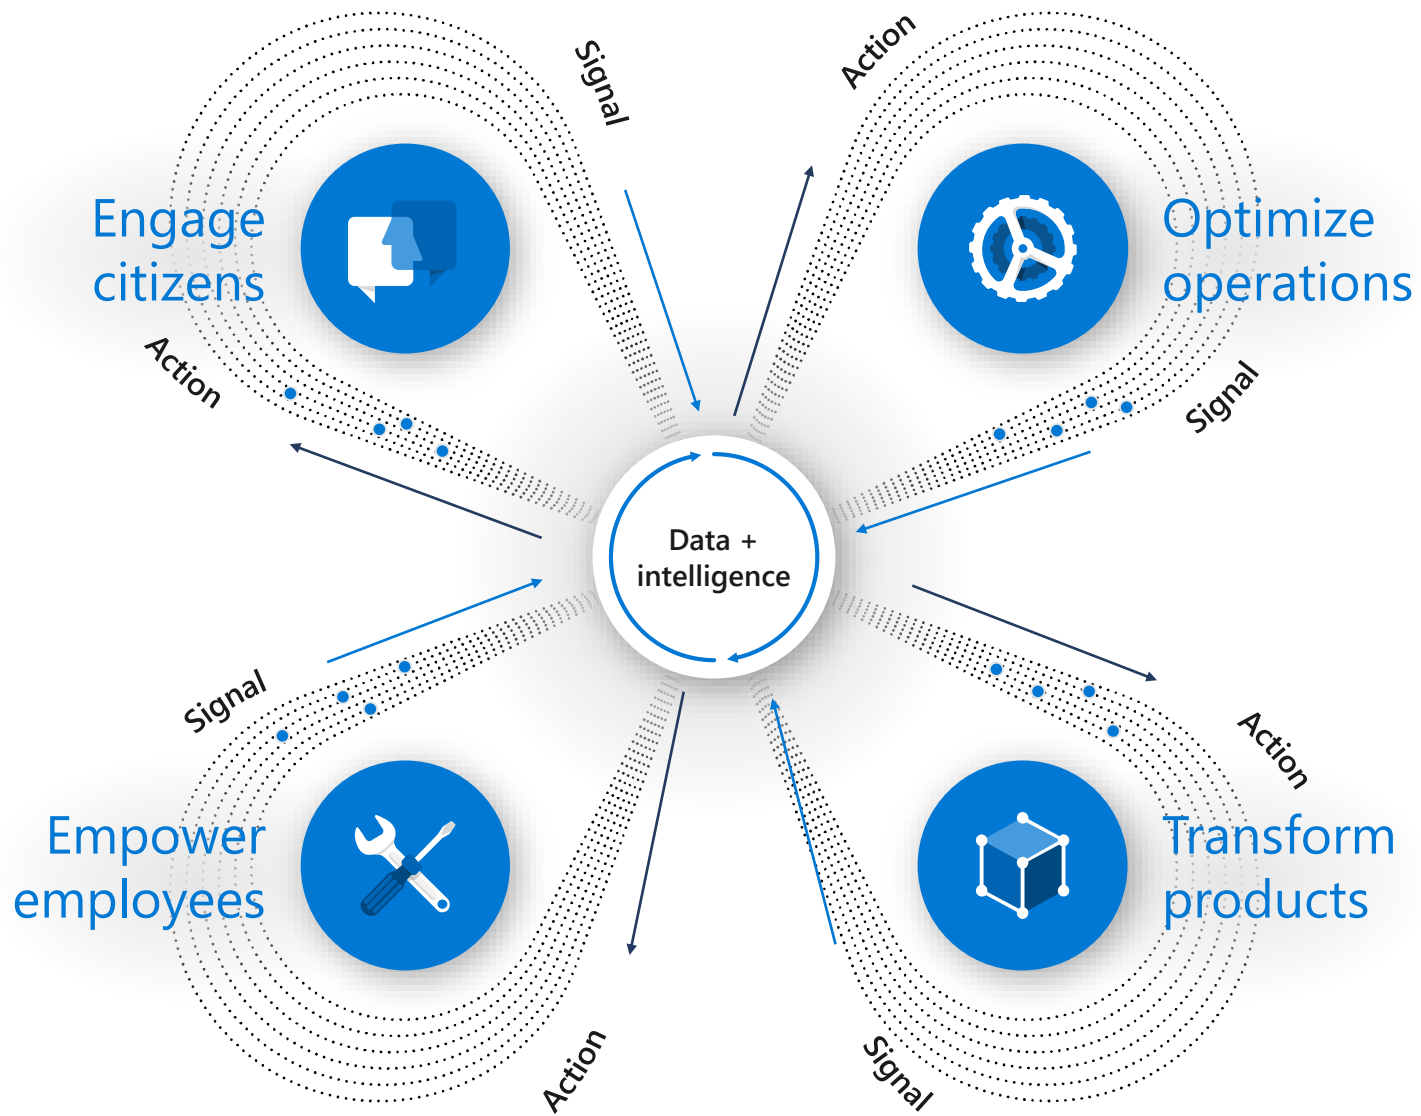 Signal
Action
Engage
citizens
Optimize
operations
Action
Signal
Data +
intelligence
Signal
Action
Empower
employees
Transform
products
Action
Signal